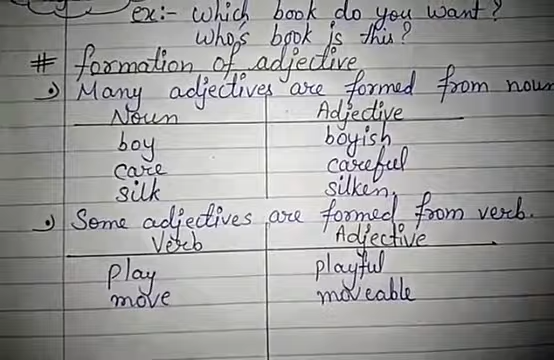 ex:- Which book do you want?
who's book is this?
# formation of adjective
Many adjectives are formed from noun
Noun Adjective
boy boyish
care careful
silk silken
Some adjectives are formed from verb.
Verb Adjective
play playful
move moveable